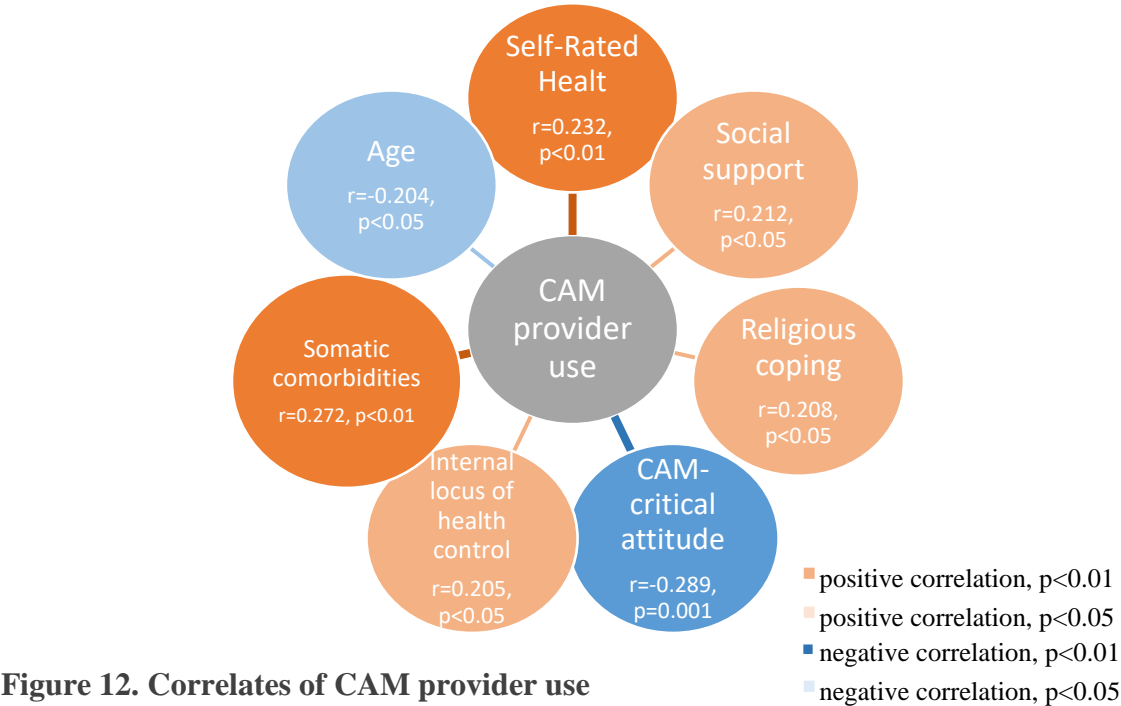 Self-Rated
Healt
r=0.232,
p<0.01
Social
support
r=0.212,
p<0.05
Religious
coping
r=0.208,
p<0.05
CAM-
critical
attitude
r=-0.289,
p=0.001
Internal
locus of
health
control
r=0.205,
p<0.05
Somatic
comorbidities
r=0.272, p<0.01
Age
r=-0.204,
p<0.05
CAM
provider
use
positive correlation, p<0.01
positive correlation, p<0.05
negative correlation, p<0.01
negative correlation, p<0.05
Figure 12. Correlates of CAM provider use